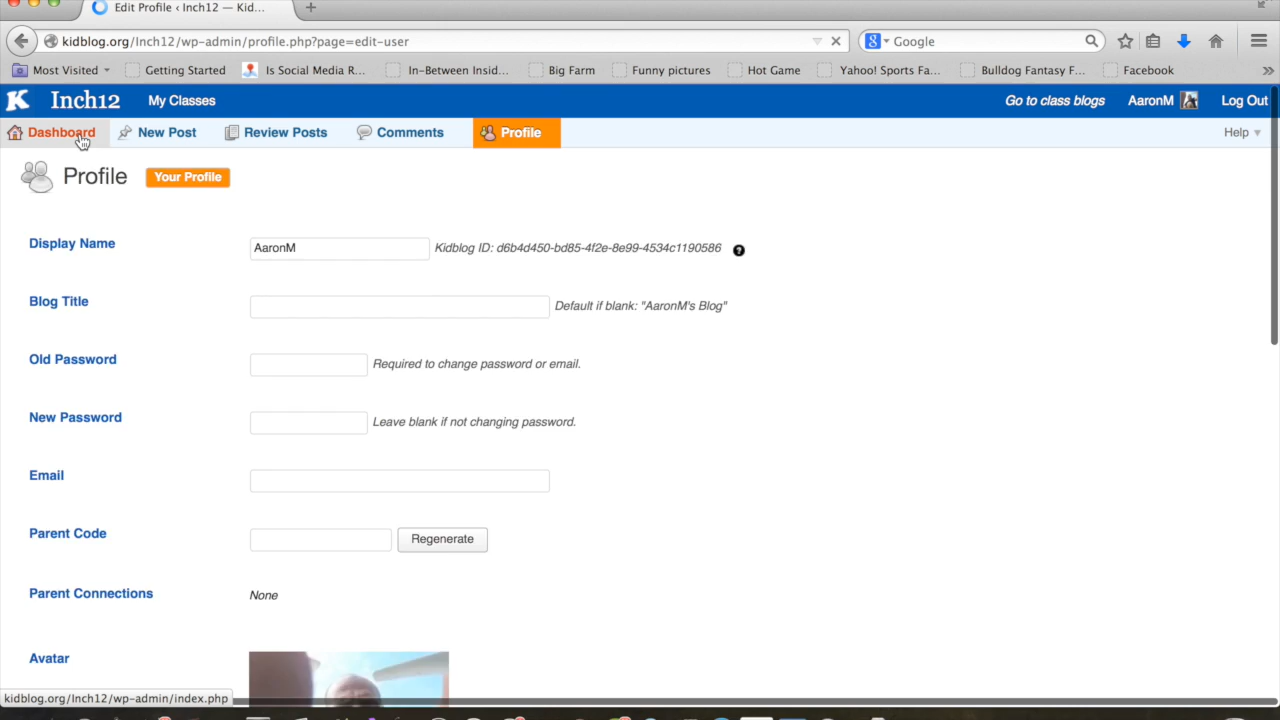 Edit Profile ‹ Inch12 — Kid...
kidblog.org/Inch12/wp-admin/profile.php?page=edit-user
Google
Most Visited
Getting Started
Is Social Media R...
In-Between Insid...
Big Farm
Funny pictures
Hot Game
Yahoo! Sports Fa...
Bulldog Fantasy F...
Facebook
K Inch12 My Classes Go to class blogs AaronM Log Out
Dashboard New Post Review Posts Comments Profile Help
Profile Your Profile
Display Name AaronM Kidblog ID: d6b4d450-bd85-4f2e-8e99-4534c1190586 ?
Blog Title Default if blank: "AaronM's Blog"
Old Password Required to change password or email.
New Password Leave blank if not changing password.
Email
Parent Code Regenerate
Parent Connections None
Avatar
kidblog.org/Inch12/wp-admin/index.php